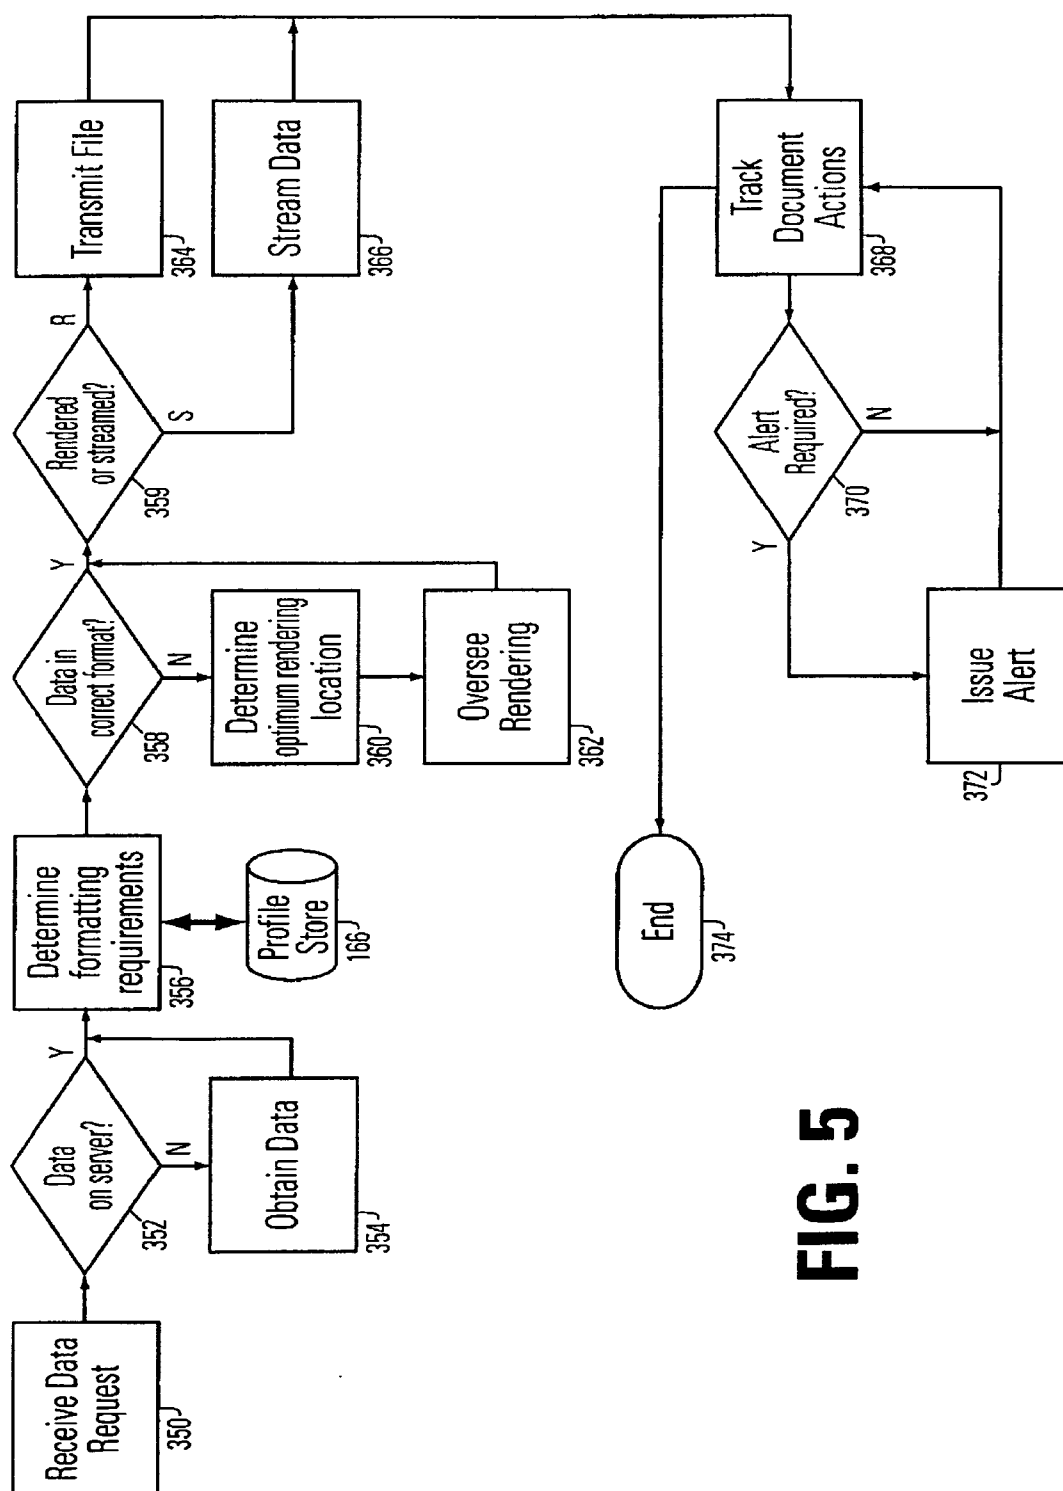 Receive Data
Request
350
Data
on server?
352
Y
N
Obtain Data
354
Determine
formatting
requirements
356
Profile
Store
166
Data in
correct format?
358
Y
N
Determine
optimum rendering
location
360
Oversee
Rendering
362
Rendered
or streamed?
359
R
S
Transmit File
364
Stream Data
366
Track
Document
Actions
368
Alert
Required?
370
Y
N
Issue
Alert
372
End
374
FIG. 5